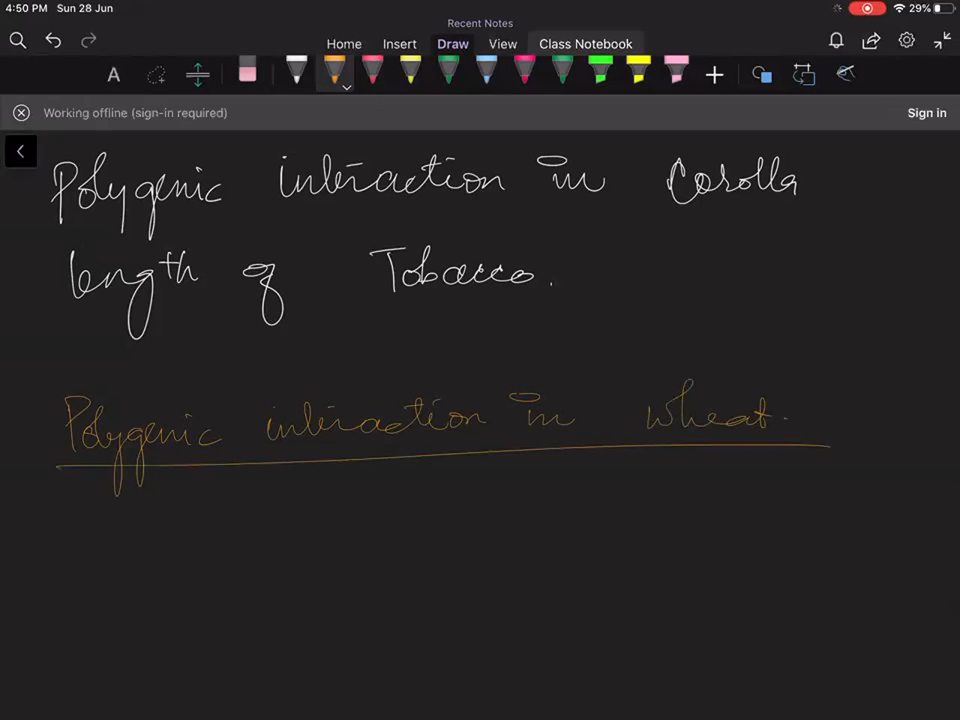 4:50 PM Sun 28 Jun
29%
Recent Notes
Home Insert Draw View Class Notebook
A
Working offline (sign-in required) Sign in
Polygenic interaction in Corolla
length of Tobacco.
Polygenic interaction in wheat.